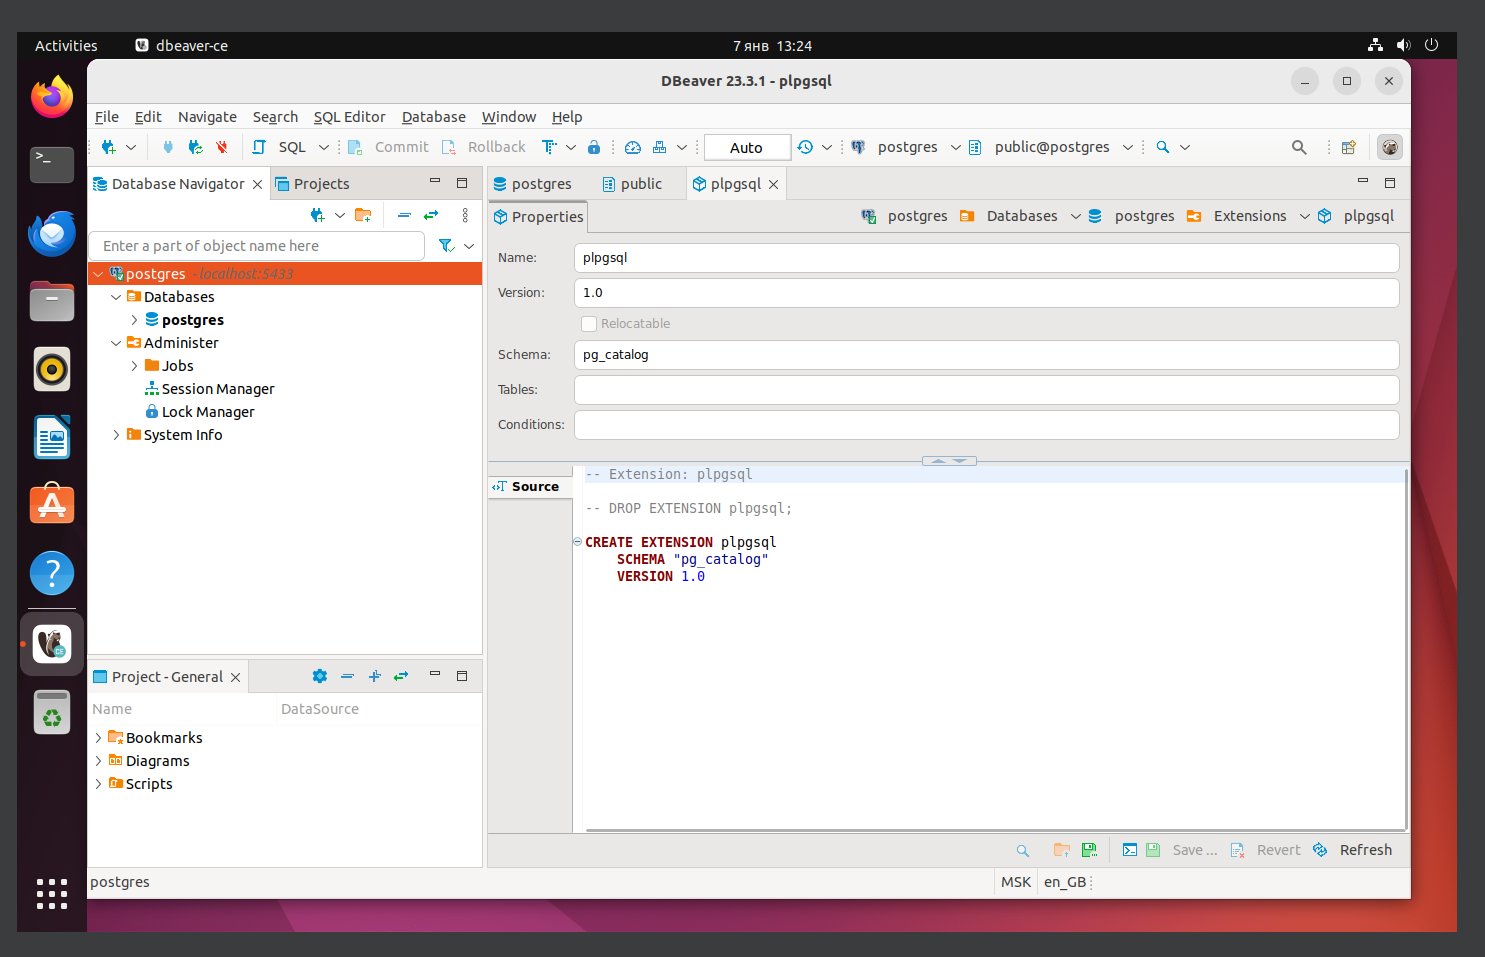 Activities dbeaver-ce 7 янв 13:24
DBeaver 23.3.1 - plpgsql
File Edit Navigate Search SQL Editor Database Window Help
SQL Commit Rollback Auto postgres public@postgres
Database Navigator Projects
Enter a part of object name here
postgres - localhost:5433
Databases
postgres
Administer
Jobs
Session Manager
Lock Manager
System Info
Project - General
Name DataSource
Bookmarks
Diagrams
Scripts
postgres public plpgsql
Properties postgres Databases postgres Extensions plpgsql
Name: plpgsql
Version: 1.0
Relocatable
Schema: pg_catalog
Tables:
Conditions:
Source
-- Extension: plpgsql
-- DROP EXTENSION plpgsql;
CREATE EXTENSION plpgsql
SCHEMA "pg_catalog"
VERSION 1.0
Save ... Revert Refresh
postgres MSK en_GB